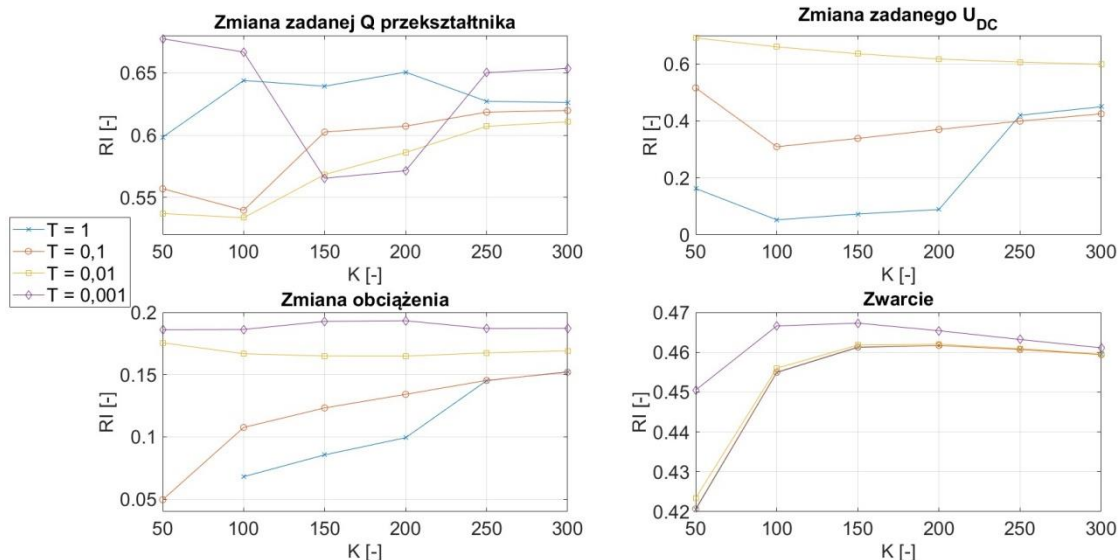 Zmiana zadanej Q przekształtnika
0.65
0.6
0.55
RI [-]
50 100 150 200 250 300
K [-]
Zmiana zadanego U_DC
0.6
0.4
0.2
0
RI [-]
50 100 150 200 250 300
K [-]
T = 1
T = 0,1
T = 0,01
T = 0,001
Zmiana obciążenia
0.2
0.15
0.1
0.05
RI [-]
50 100 150 200 250 300
K [-]
Zwarcie
0.47
0.46
0.45
0.44
0.43
0.42
RI [-]
50 100 150 200 250 300
K [-]